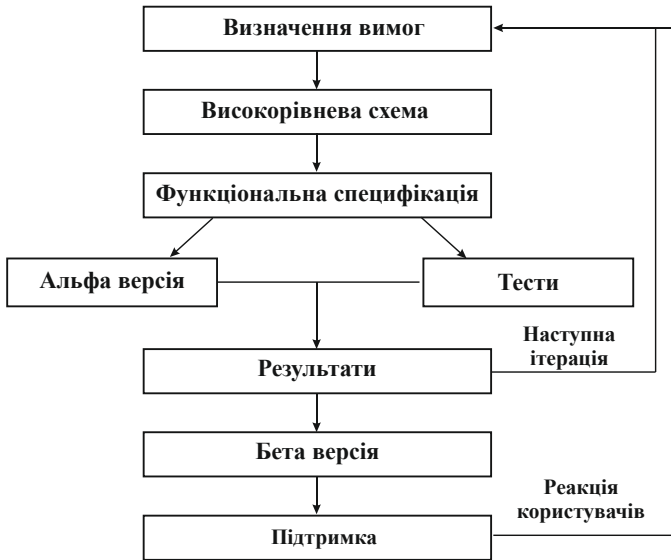 Визначення вимог
Високорівнева схема
Функціональна специфікація
Альфа версія
Тести
Наступна
ітерація
Результати
Бета версія
Реакція
користувачів
Підтримка